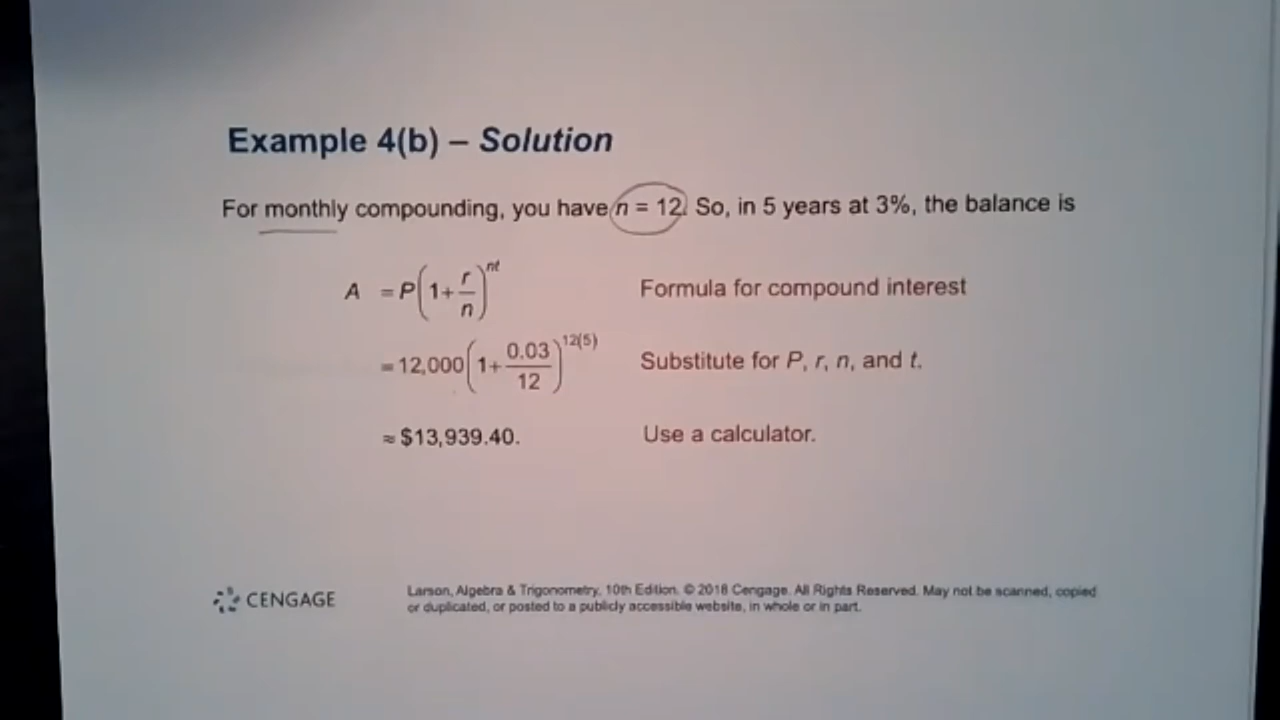 Example 4(b) – Solution
For monthly compounding, you have n = 12. So, in 5 years at 3%, the balance is
A = P(1+ r/n)^nt Formula for compound interest
= 12,000(1+ 0.03/12)^12(5) Substitute for P, r, n, and t.
≈ $13,939.40. Use a calculator.
CENGAGE
Larson, Algebra & Trigonometry, 10th Edition. © 2018 Cengage. All Rights Reserved. May not be scanned, copied
or duplicated, or posted to a publicly accessible website, in whole or in part.